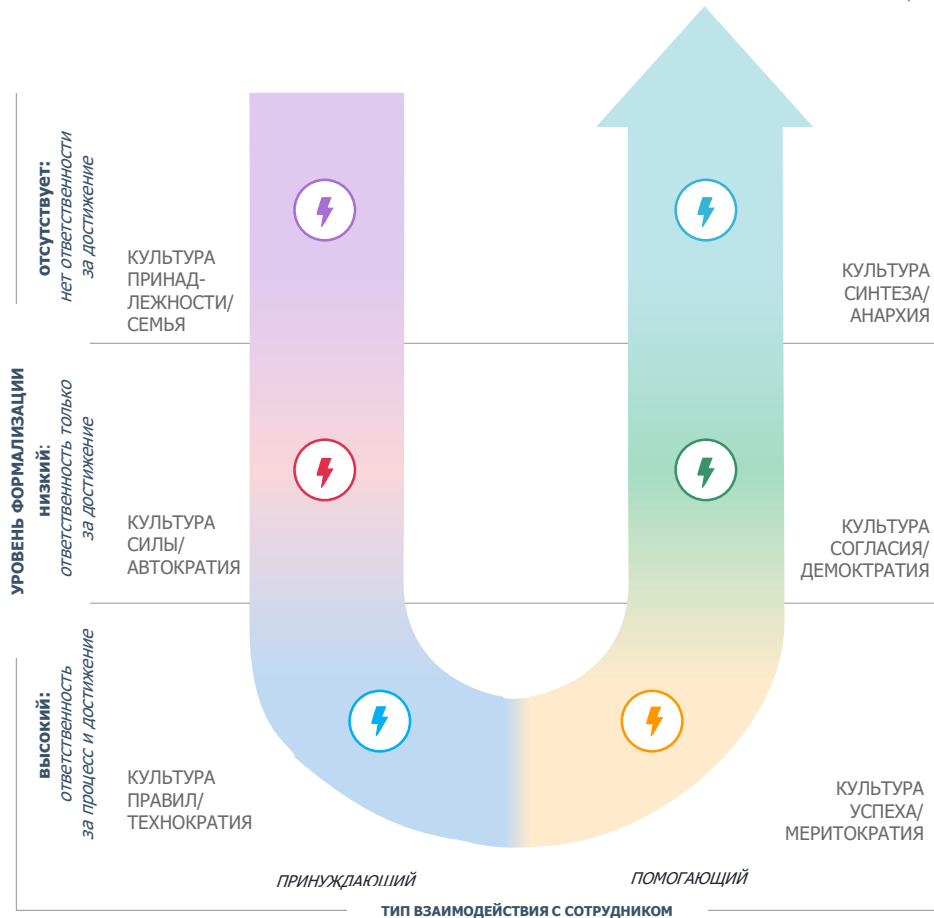 УРОВЕНЬ ФОРМАЛИЗАЦИИ
отсутствует:
нет ответственности
за достижение
КУЛЬТУРА
ПРИНАД-
ЛЕЖНОСТИ/
СЕМЬЯ
КУЛЬТУРА
СИНТЕЗА/
АНАРХИЯ
низкий:
ответственность только
за достижение
КУЛЬТУРА
СИЛЫ/
АВТОКРАТИЯ
КУЛЬТУРА
СОГЛАСИЯ/
ДЕМОКТРАТИЯ
высокий:
ответственность
за процесс и достижение
КУЛЬТУРА
ПРАВИЛ/
ТЕХНОКРАТИЯ
КУЛЬТУРА
УСПЕХА/
МЕРИТОКРАТИЯ
ПРИНУЖДАЮЩИЙ
ПОМОГАЮЩИЙ
ТИП ВЗАИМОДЕЙСТВИЯ С СОТРУДНИКОМ